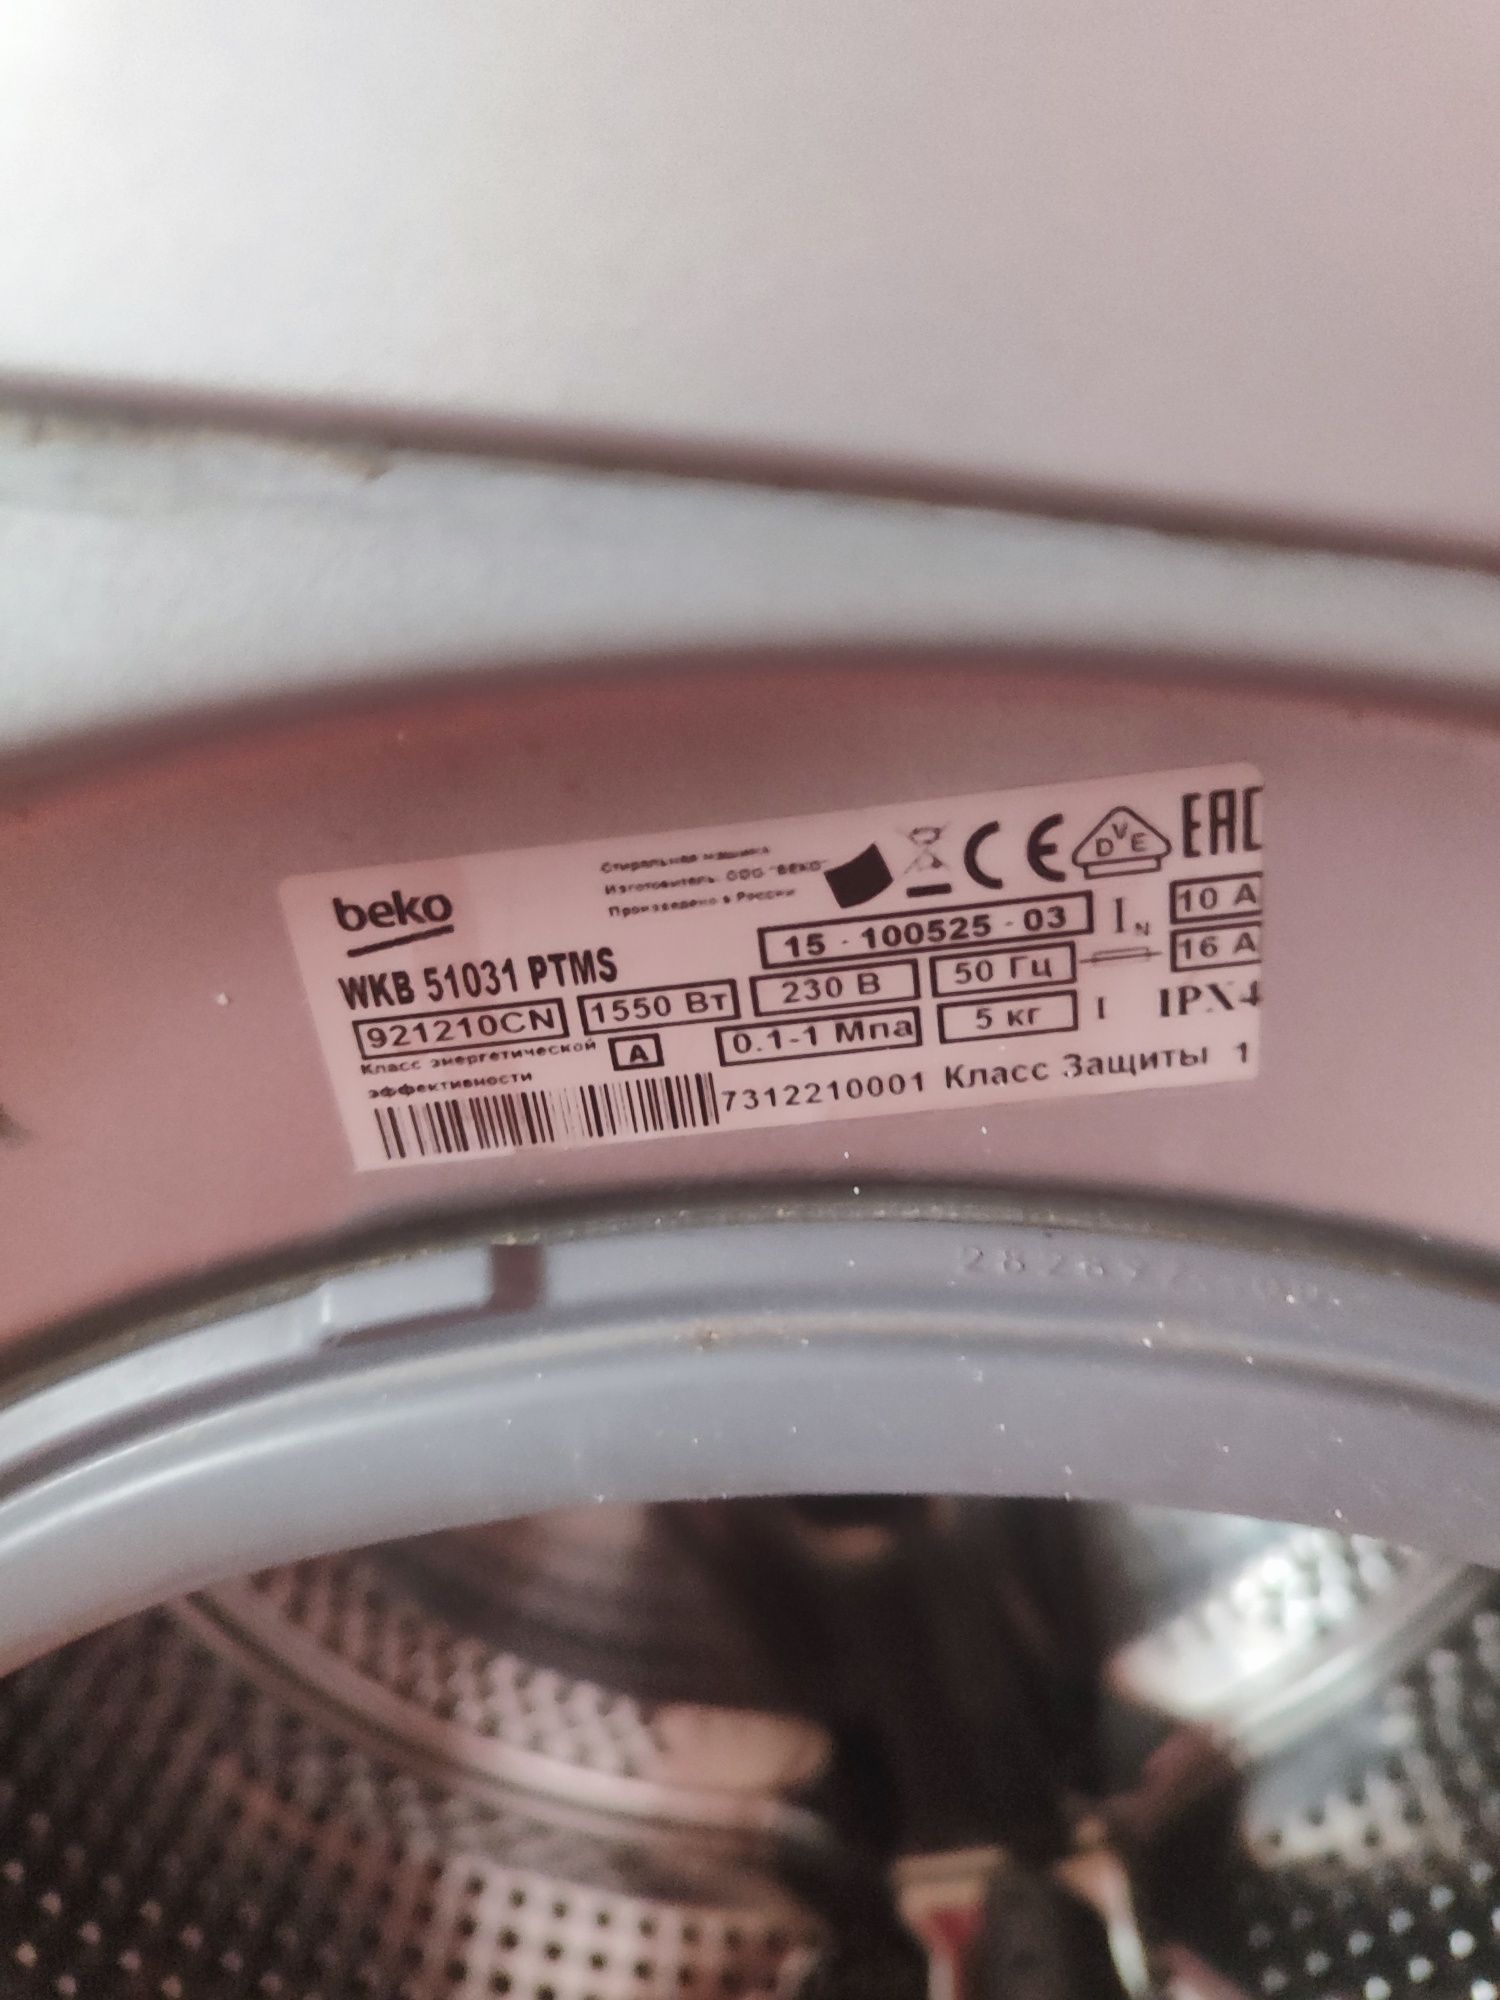 beko
Стиральная машина
Изготовитель: ООО "БЕКО"
Произведено в России
CE
DVE
EAC
WKB 51031 PTMS
15 - 100525 - 03
IN
10 A
921210CN
1550 Вт
230 В
50 Гц
16 A
Класс энергетической
эффективности
A
0.1-1 Мпа
5 кг
I
IPX4
7312210001
Класс Защиты 1